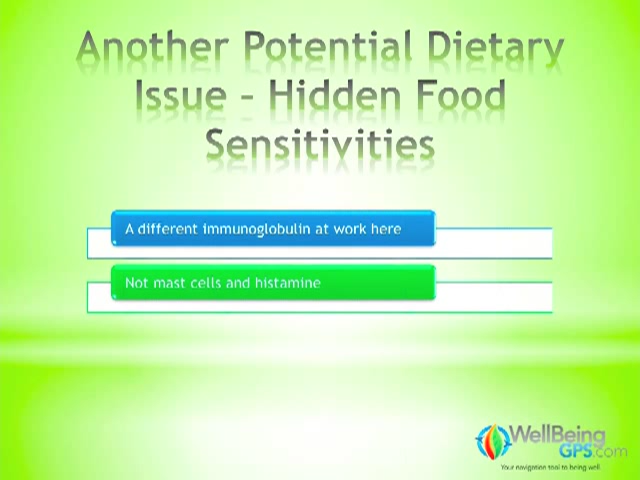 Another Potential Dietary
Issue – Hidden Food
Sensitivities
A different immunoglobulin at work here
Not mast cells and histamine
WellBeing
GPS.com
Your navigation tool to being well.